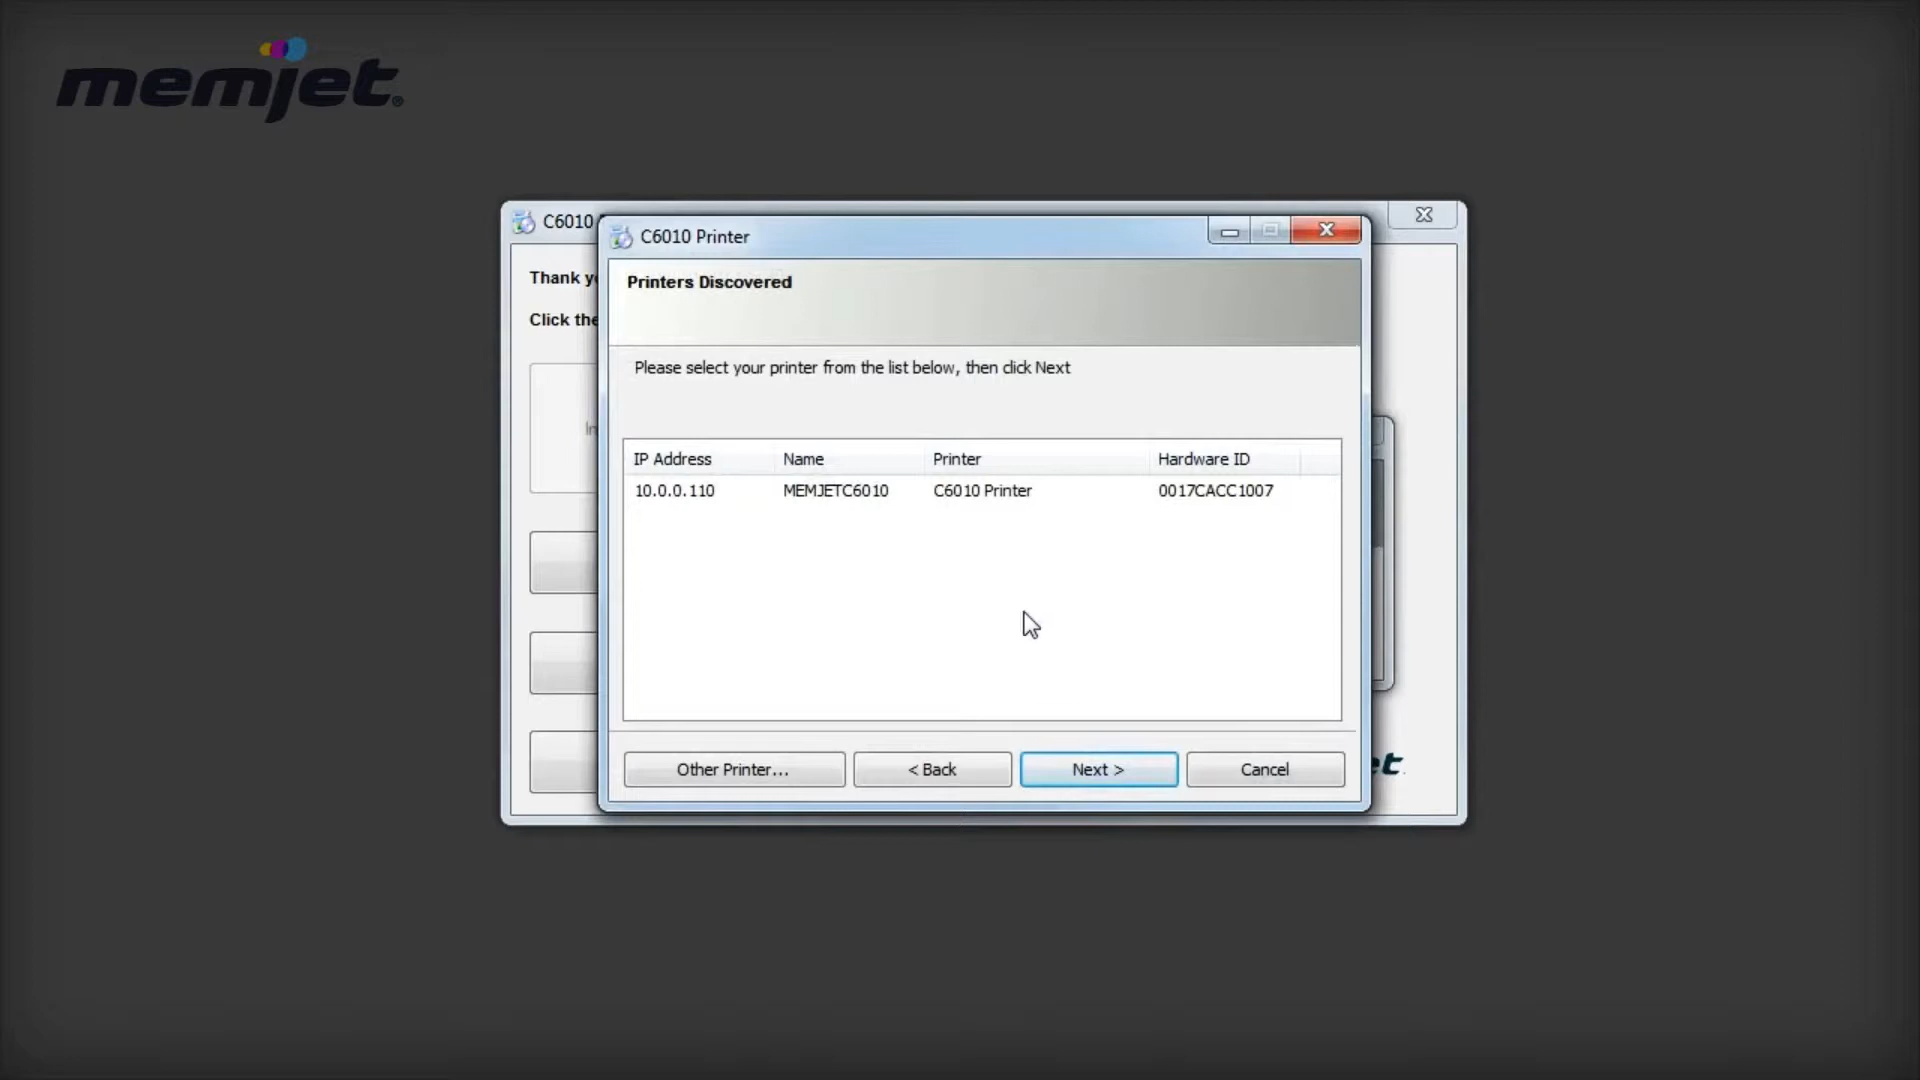 memjet®
C6010
C6010 Printer
Thank
Click the
Printers Discovered
Please select your printer from the list below, then click Next
IP Address Name Printer Hardware ID
10.0.0.110 MEMJETC6010 C6010 Printer 0017CACC1007
Other Printer... < Back Next > Cancel